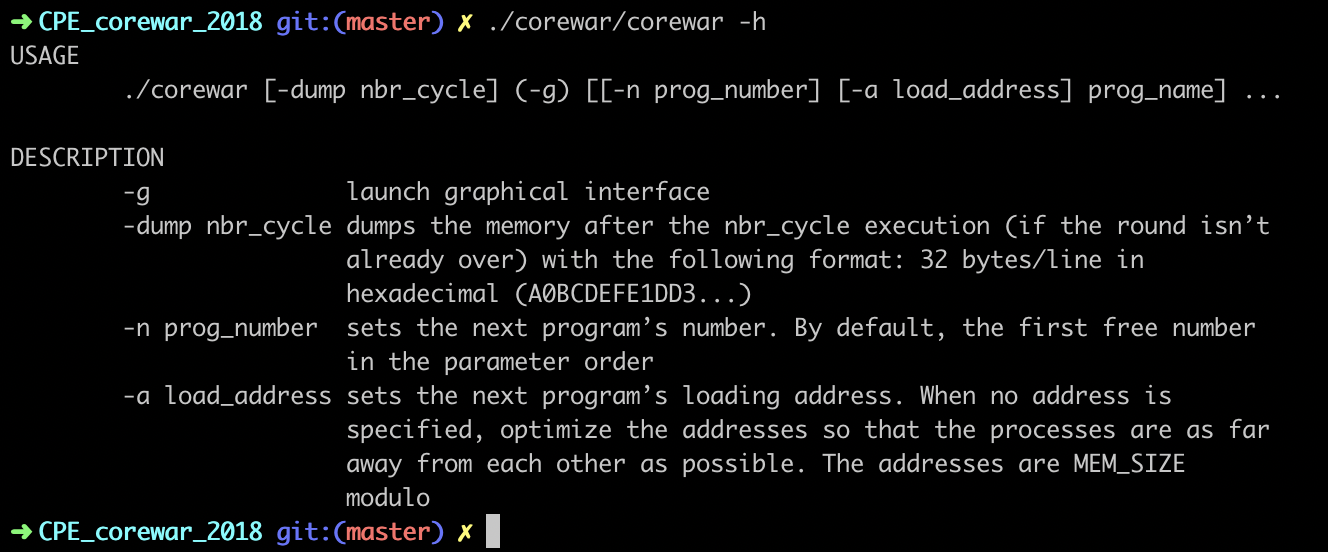 ➜ CPE_corewar_2018 git:(master) ✗ ./corewar/corewar -h
USAGE
./corewar [-dump nbr_cycle] (-g) [[-n prog_number] [-a load_address] prog_name] ...
DESCRIPTION
-g launch graphical interface
-dump nbr_cycle dumps the memory after the nbr_cycle execution (if the round isn’t
already over) with the following format: 32 bytes/line in
hexadecimal (A0BCDEFE1DD3...)
-n prog_number sets the next program’s number. By default, the first free number
in the parameter order
-a load_address sets the next program’s loading address. When no address is
specified, optimize the addresses so that the processes are as far
away from each other as possible. The addresses are MEM_SIZE
modulo
➜ CPE_corewar_2018 git:(master) ✗